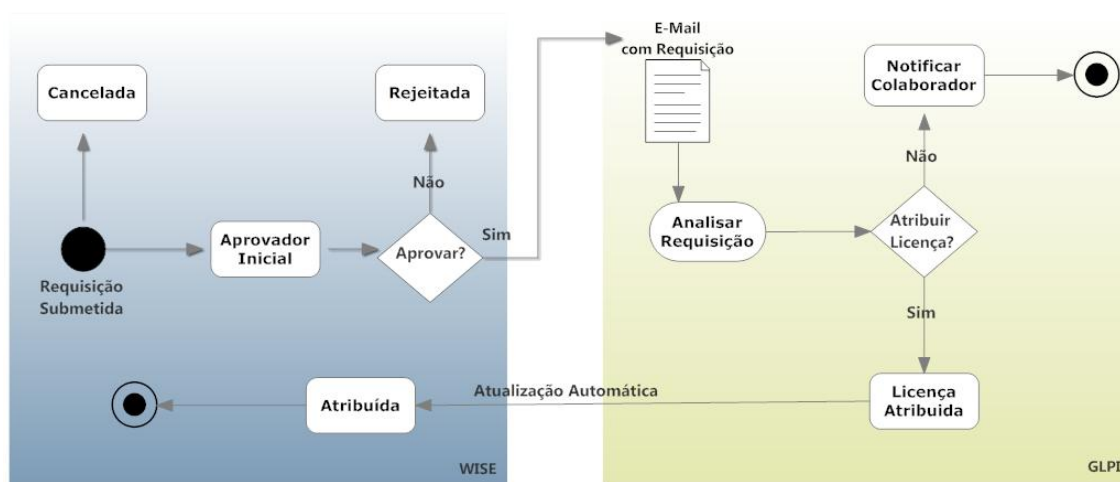 E-Mail
com Requisição
Cancelada
Rejeitada
Notificar
Colaborador
Não
Não
Requisição
Submetida
Aprovador
Inicial
Aprovar?
Sim
Analisar
Requisição
Atribuir
Licença?
Sim
Atribuída
Atualização Automática
Licença
Atribuida
WISE
GLPI